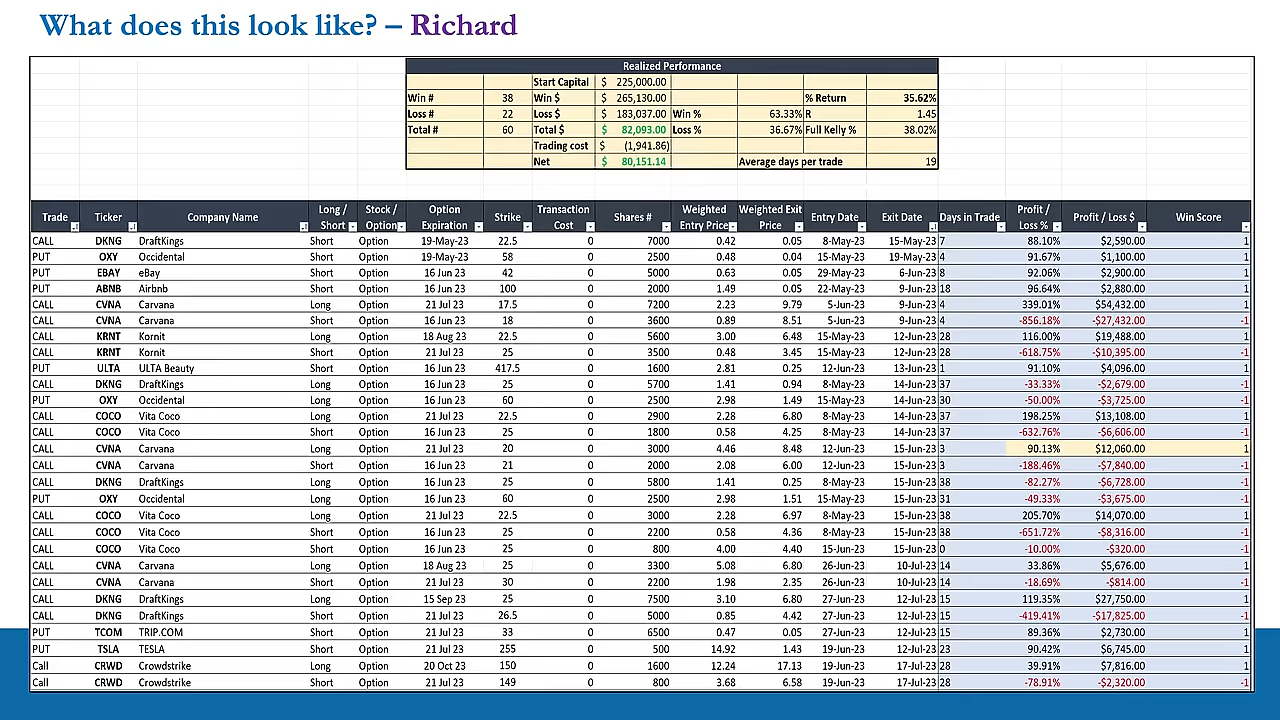 What does this look like? – Richard
Realized Performance
Start Capital $ 225,000.00
Win # 38 Win $ $ 265,130.00 % Return 35.62%
Loss # 22 Loss $ $ 183,037.00 Win % 63.33% R 1.45
Total # 60 Total $ $ 82,093.00 Loss % 36.67% Full Kelly % 38.02%
Trading cost $ (1,941.86)
Net $ 80,151.14 Average days per trade 19
Trade Ticker Company Name Long / Short Stock / Option Option Expiration Strike Transaction Cost Shares # Weighted Entry Price Weighted Exit Price Entry Date Exit Date Days in Trade Profit / Loss % Profit / Loss $ Win Score
CALL DKNG DraftKings Short Option 19-May-23 22.5 0 7000 0.42 0.05 8-May-23 15-May-23 7 88.10% $2,590.00 1
PUT OXY Occidental Short Option 19-May-23 58 0 2500 0.48 0.04 15-May-23 19-May-23 4 91.67% $1,100.00 1
PUT EBAY eBay Short Option 16 Jun 23 42 0 5000 0.63 0.05 29-May-23 6-Jun-23 8 92.06% $2,900.00 1
PUT ABNB Airbnb Short Option 16 Jun 23 100 0 2000 1.49 0.05 22-May-23 9-Jun-23 18 96.64% $2,880.00 1
CALL CVNA Carvana Long Option 21 Jul 23 17.5 0 7200 2.23 9.79 5-Jun-23 9-Jun-23 4 339.01% $54,432.00 1
CALL CVNA Carvana Short Option 16 Jun 23 18 0 3600 0.89 8.51 5-Jun-23 9-Jun-23 4 -856.18% -$27,432.00 -1
CALL KRNT Kornit Long Option 18 Aug 23 22.5 0 5600 3.00 6.48 15-May-23 12-Jun-23 28 116.00% $19,488.00 1
CALL KRNT Kornit Short Option 21 Jul 23 25 0 3500 0.48 3.45 15-May-23 12-Jun-23 28 -618.75% -$10,395.00 -1
PUT ULTA ULTA Beauty Short Option 16 Jun 23 417.5 0 1600 2.81 0.25 12-Jun-23 13-Jun-23 1 91.10% $4,096.00 1
CALL DKNG DraftKings Long Option 16 Jun 23 25 0 5700 1.41 0.94 8-May-23 14-Jun-23 37 -33.33% -$2,679.00 -1
PUT OXY Occidental Long Option 16 Jun 23 60 0 2500 2.98 1.49 15-May-23 14-Jun-23 30 -50.00% -$3,725.00 -1
CALL COCO Vita Coco Long Option 21 Jul 23 22.5 0 2900 2.28 6.80 8-May-23 14-Jun-23 37 198.25% $13,108.00 1
CALL COCO Vita Coco Short Option 16 Jun 23 25 0 1800 0.58 4.25 8-May-23 14-Jun-23 37 -632.76% -$6,606.00 -1
CALL CVNA Carvana Long Option 21 Jul 23 20 0 3000 4.46 8.48 12-Jun-23 15-Jun-23 3 90.13% $12,060.00 1
CALL CVNA Carvana Short Option 16 Jun 23 21 0 2000 2.08 6.00 12-Jun-23 15-Jun-23 3 -188.46% -$7,840.00 -1
CALL DKNG DraftKings Long Option 16 Jun 23 25 0 5800 1.41 0.25 8-May-23 15-Jun-23 38 -82.27% -$6,728.00 -1
PUT OXY Occidental Long Option 16 Jun 23 60 0 2500 2.98 1.51 15-May-23 15-Jun-23 31 -49.33% -$3,675.00 -1
CALL COCO Vita Coco Long Option 21 Jul 23 22.5 0 3000 2.28 6.97 8-May-23 15-Jun-23 38 205.70% $14,070.00 1
CALL COCO Vita Coco Short Option 16 Jun 23 25 0 2200 0.58 4.36 8-May-23 15-Jun-23 38 -651.72% -$8,316.00 -1
CALL COCO Vita Coco Short Option 16 Jun 23 25 0 800 4.00 4.40 15-Jun-23 15-Jun-23 0 -10.00% -$320.00 -1
CALL CVNA Carvana Long Option 18 Aug 23 25 0 3300 5.08 6.80 26-Jun-23 10-Jul-23 14 33.86% $5,676.00 1
CALL CVNA Carvana Short Option 21 Jul 23 30 0 2200 1.98 2.35 26-Jun-23 10-Jul-23 14 -18.69% -$814.00 -1
CALL DKNG DraftKings Long Option 15 Sep 23 25 0 7500 3.10 6.80 27-Jun-23 12-Jul-23 15 119.35% $27,750.00 1
CALL DKNG DraftKings Short Option 21 Jul 23 26.5 0 5000 0.85 4.42 27-Jun-23 12-Jul-23 15 -419.41% -$17,825.00 -1
PUT TCOM TRIP.COM Short Option 21 Jul 23 33 0 6500 0.47 0.05 27-Jun-23 12-Jul-23 15 89.36% $2,730.00 1
PUT TSLA TESLA Short Option 21 Jul 23 255 0 500 14.92 1.43 19-Jun-23 12-Jul-23 23 90.42% $6,745.00 1
Call CRWD Crowdstrike Long Option 20 Oct 23 150 0 1600 12.24 17.13 19-Jun-23 17-Jul-23 28 39.91% $7,816.00 1
Call CRWD Crowdstrike Short Option 21 Jul 23 149 0 800 3.68 6.58 19-Jun-23 17-Jul-23 28 -78.91% -$2,320.00 -1